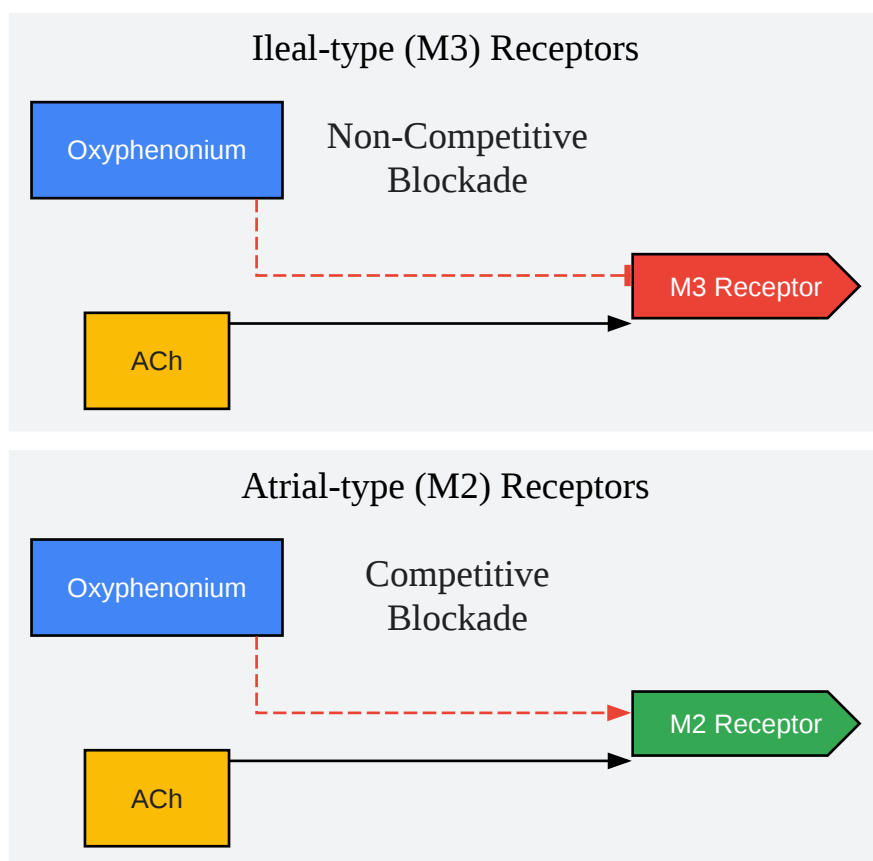 Ileal-type (M3) Receptors
Oxyphenonium
Non-Competitive
Blockade
M3 Receptor
ACh
Atrial-type (M2) Receptors
Oxyphenonium
Competitive
Blockade
M2 Receptor
ACh